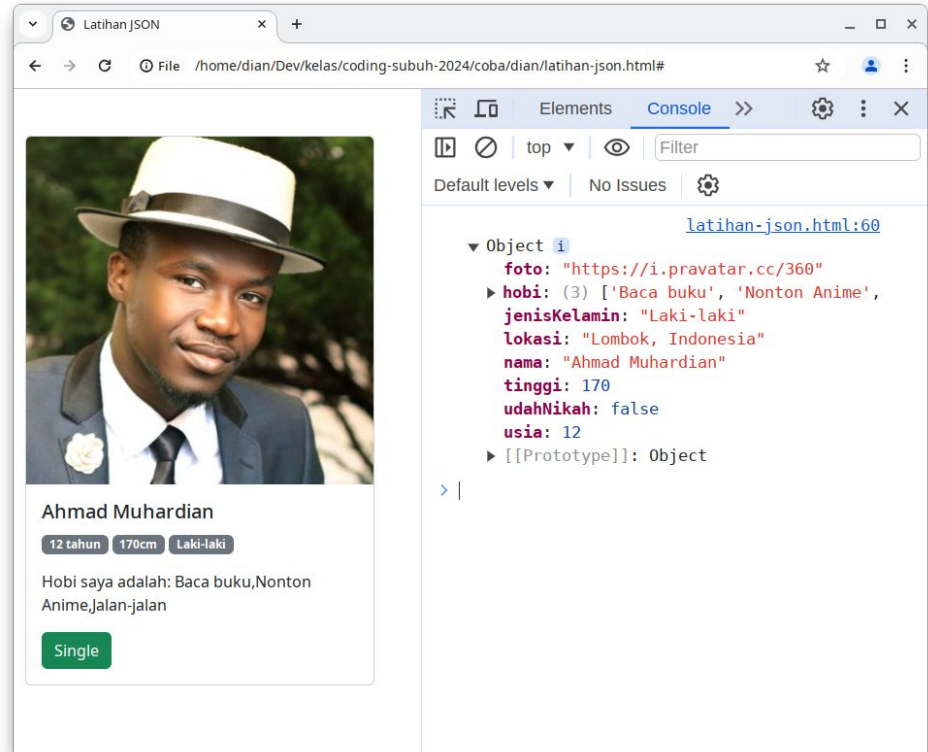 Latihan JSON
File /home/dian/Dev/kelas/coding-subuh-2024/coba/dian/latihan-json.html#
Elements Console
top Filter
Default levels No Issues
latihan-json.html:60
Object i
foto: "https://i.pravatar.cc/360"
hobi: (3) ['Baca buku', 'Nonton Anime',
jenisKelamin: "Laki-laki"
lokasi: "Lombok, Indonesia"
nama: "Ahmad Muhardian"
tinggi: 170
udahNikah: false
usia: 12
[[Prototype]]: Object
Ahmad Muhardian
12 tahun 170cm Laki-laki
Hobi saya adalah: Baca buku,Nonton
Anime,Jalan-jalan
Single